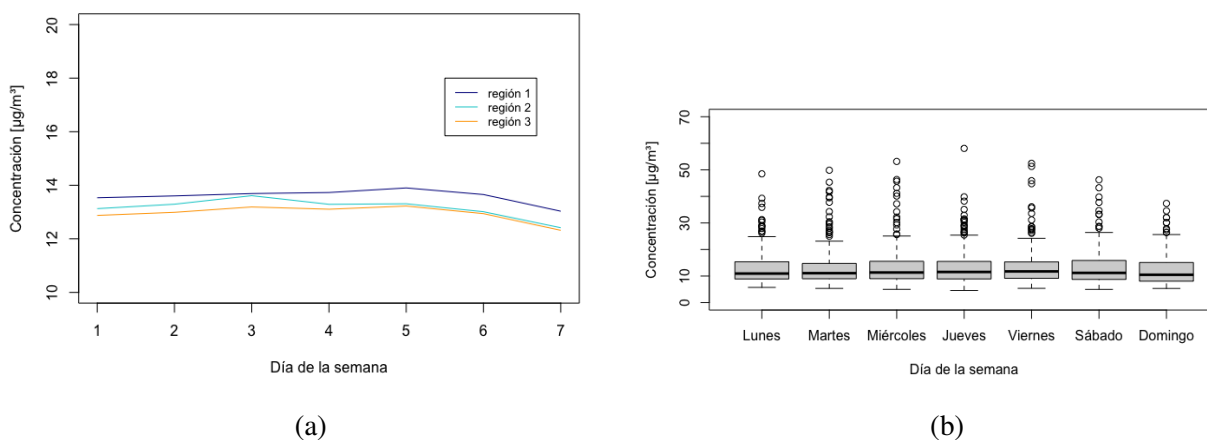 20
18
16
14
12
10
Concentración [µg/m³]
región 1
región 2
región 3
1 2 3 4 5 6 7
Día de la semana
(a)
70
50
30
10
0
Concentración [µg/m³]
Lunes Martes Miércoles Jueves Viernes Sábado Domingo
Día de la semana
(b)